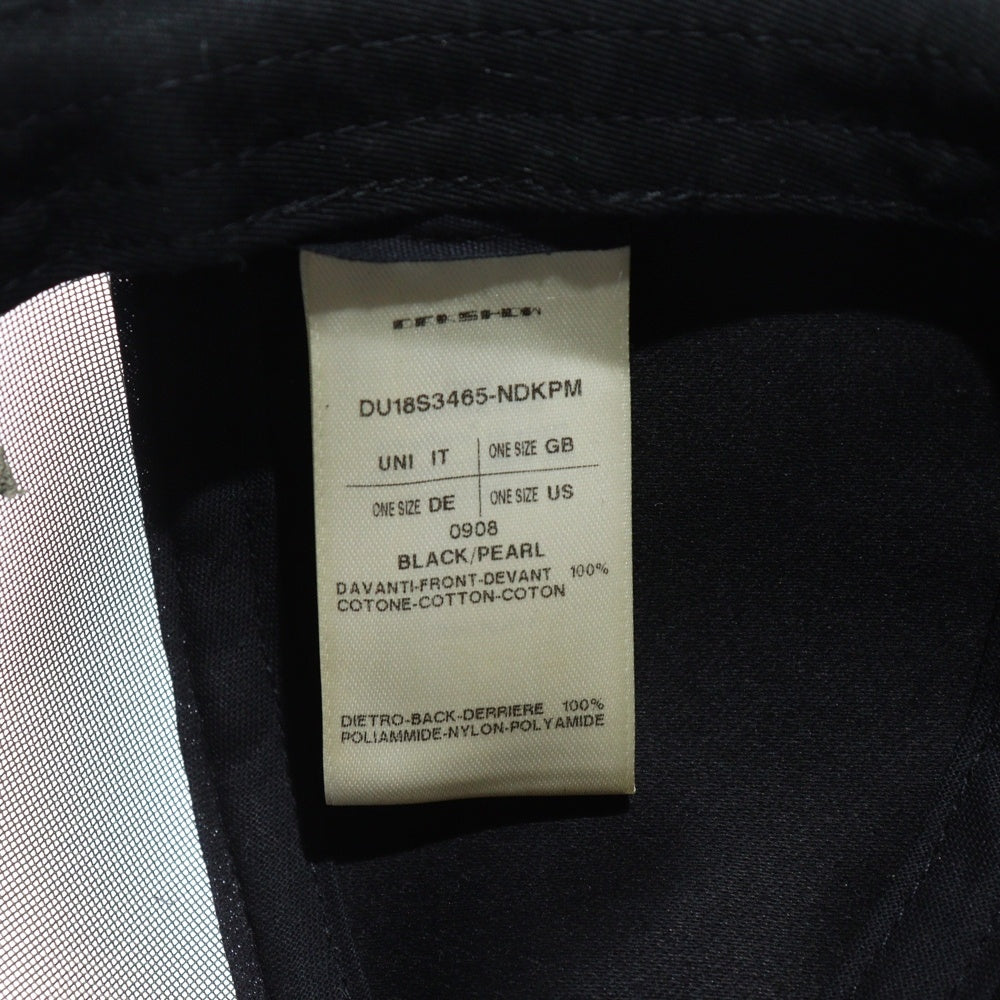 DRKSHDW
DU18S3465-NDKPM
UNI IT ONE SIZE GB
ONE SIZE DE ONE SIZE US
0908
BLACK/PEARL
DAVANTI-FRONT-DEVANT 100%
COTONE-COTTON-COTON
DIETRO-BACK-DERRIERE 100%
POLIAMMIDE-NYLON-POLYAMIDE